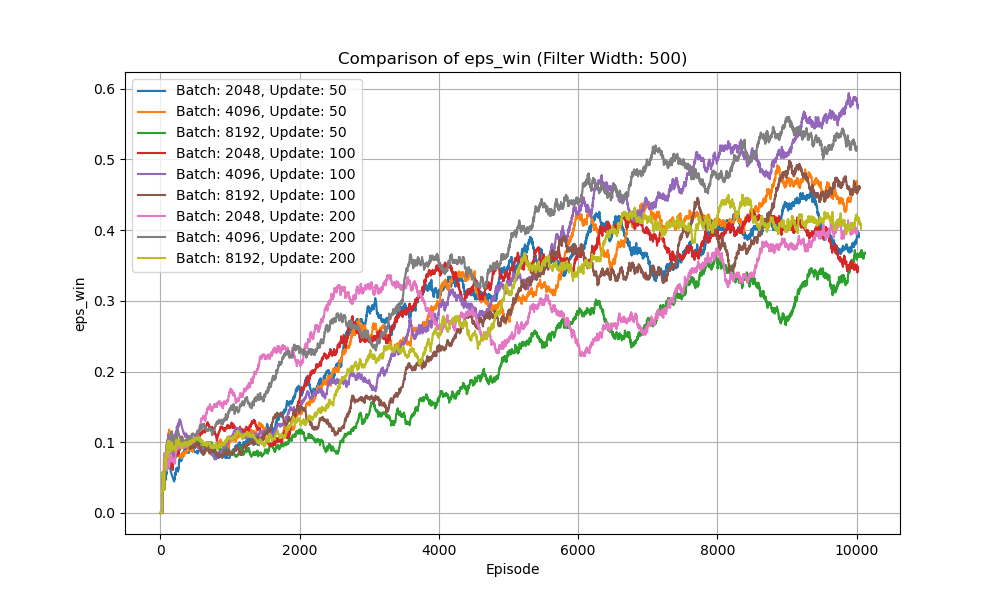 Comparison of eps_win (Filter Width: 500)
Batch: 2048, Update: 50
Batch: 4096, Update: 50
Batch: 8192, Update: 50
Batch: 2048, Update: 100
Batch: 4096, Update: 100
Batch: 8192, Update: 100
Batch: 2048, Update: 200
Batch: 4096, Update: 200
Batch: 8192, Update: 200
eps_win
0.6
0.5
0.4
0.3
0.2
0.1
0.0
0 2000 4000 6000 8000 10000
Episode